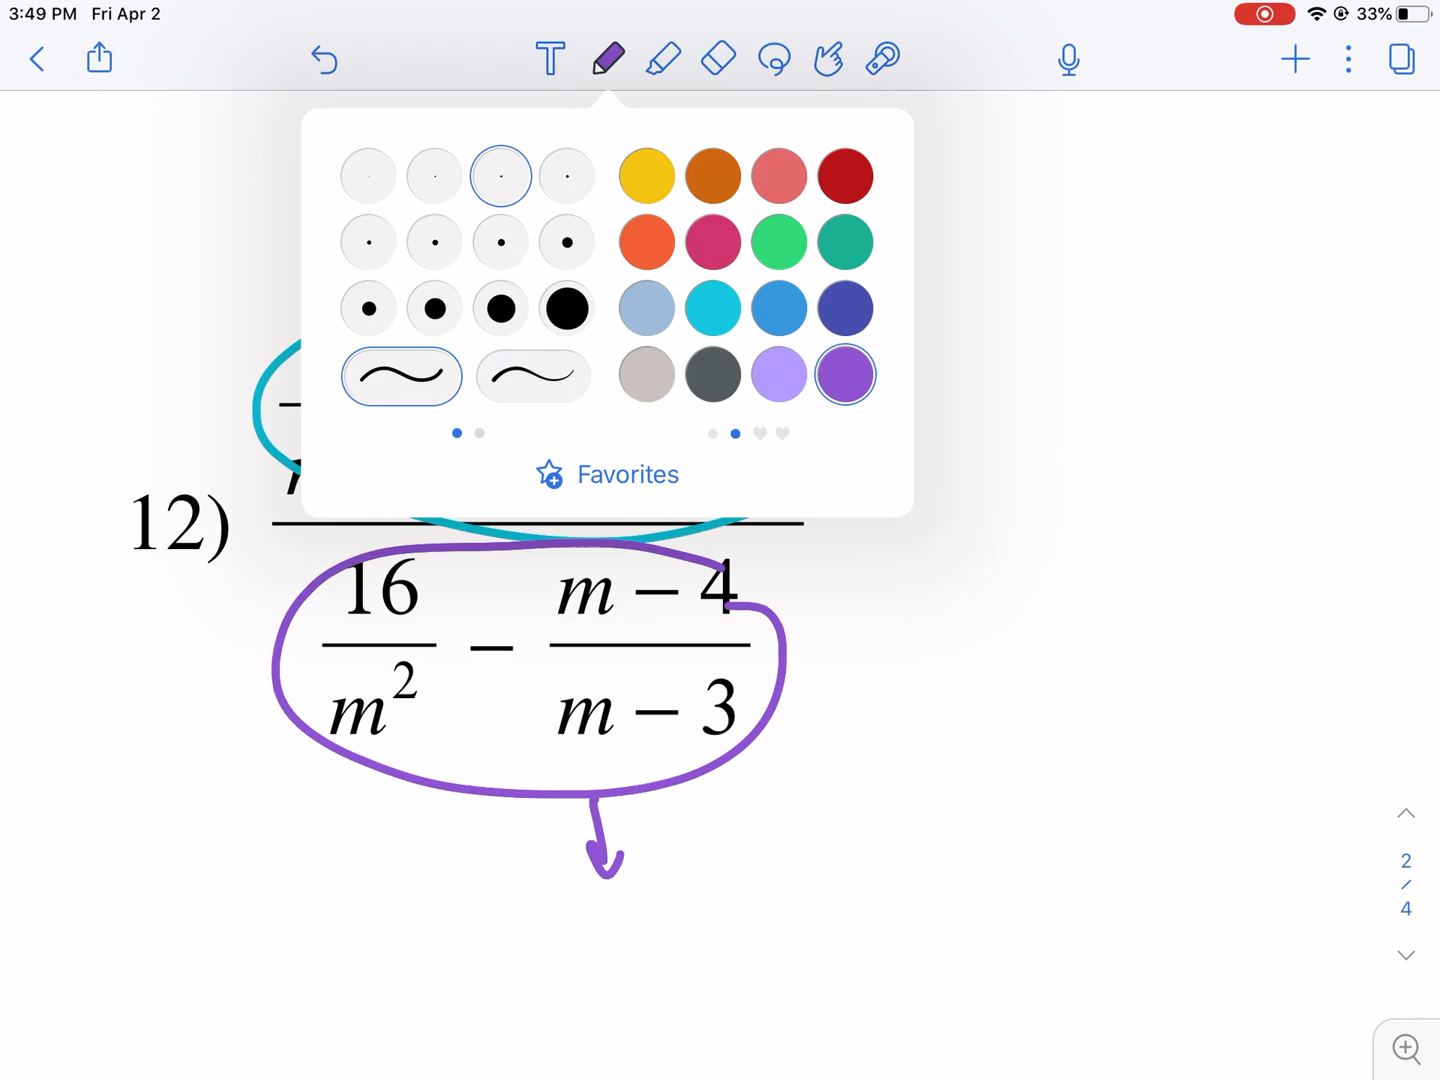 3:49 PM Fri Apr 2 33%
T
Favorites
12)
16 m − 4
− 
m² m − 3
2
/
4